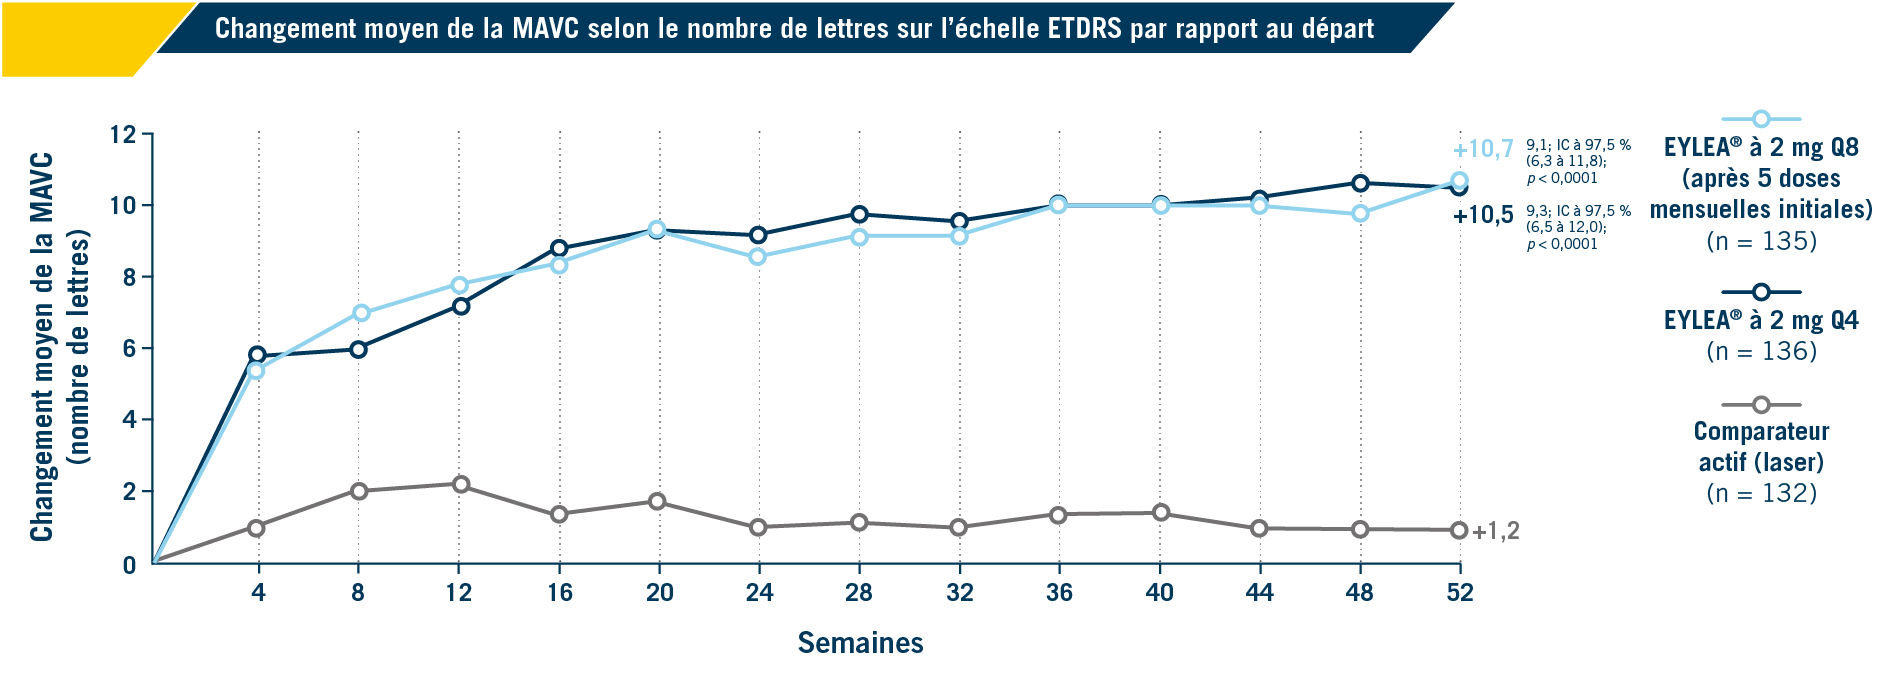 Changement moyen de la MAVC selon le nombre de lettres sur l’échelle ETDRS par rapport au départ
Changement moyen de la MAVC
(nombre de lettres)
12
10
8
6
4
2
0
4 8 12 16 20 24 28 32 36 40 44 48 52
Semaines
+10,7
9,1; IC à 97,5 %
(6,3 à 11,8);
p < 0,0001
+10,5
9,3; IC à 97,5 %
(6,5 à 12,0);
p < 0,0001
+1,2
EYLEA® à 2 mg Q8
(après 5 doses
mensuelles initiales)
(n = 135)
EYLEA® à 2 mg Q4
(n = 136)
Comparateur
actif (laser)
(n = 132)